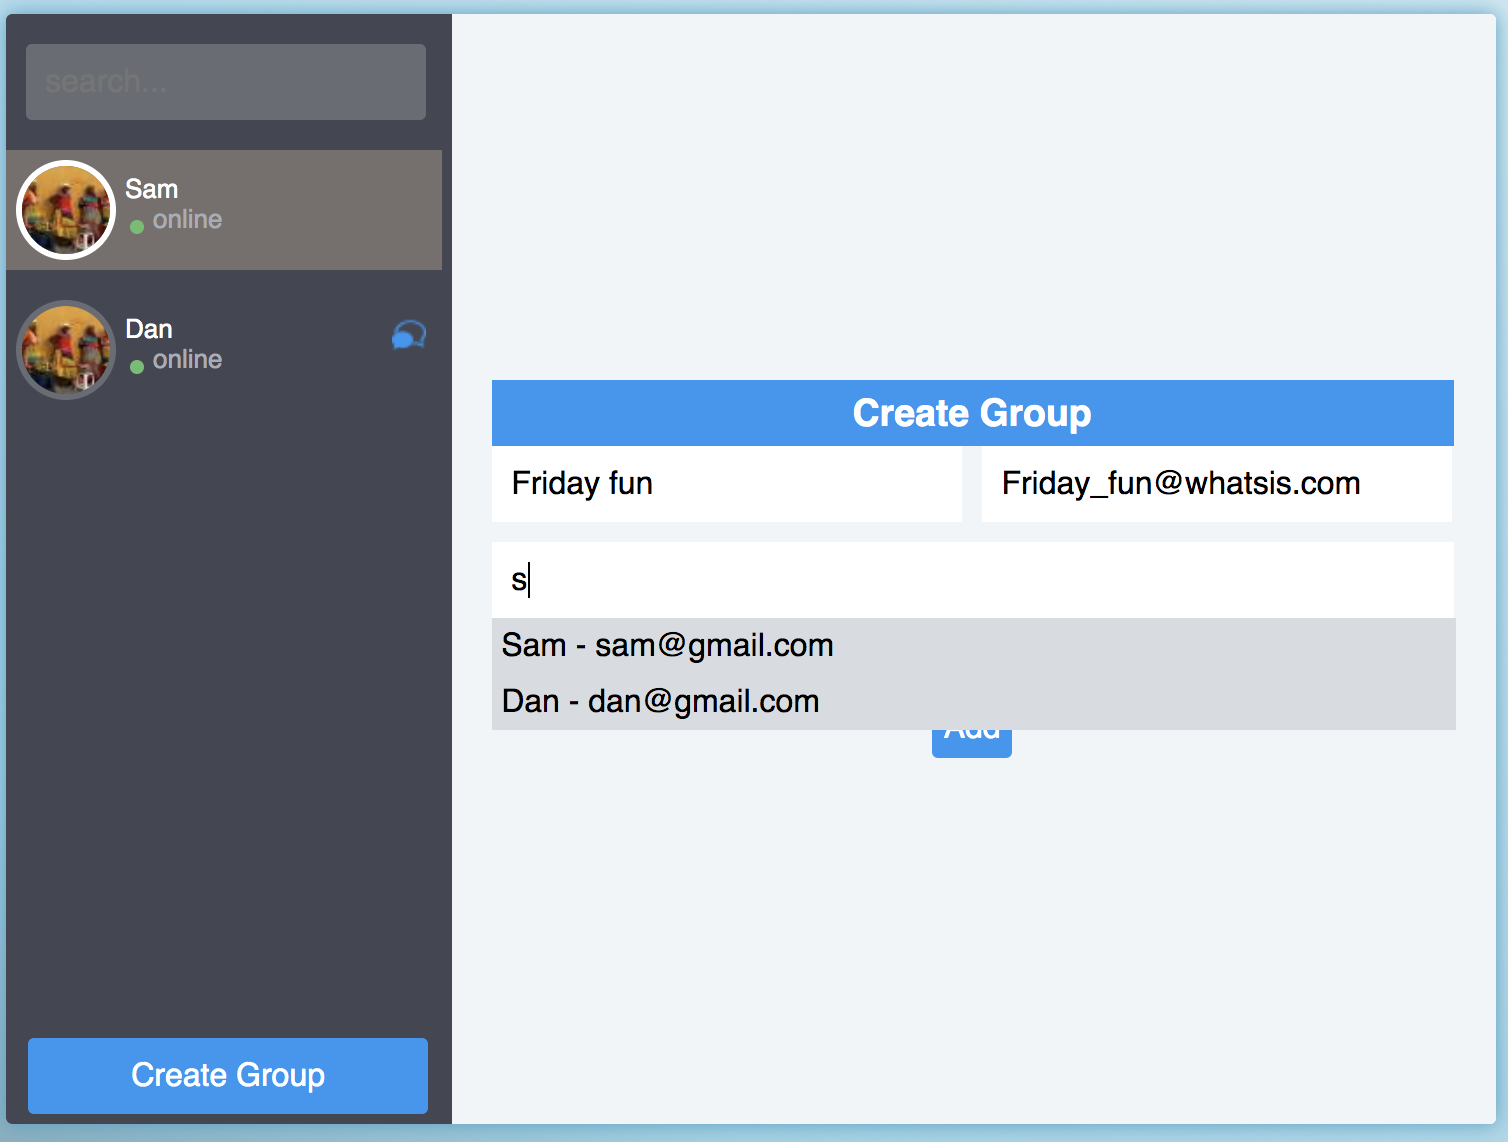 search...
Sam
online
Dan
online
Create Group
Create Group
Friday fun
Friday_fun@whatsis.com
s
Sam - sam@gmail.com
Dan - dan@gmail.com
Add